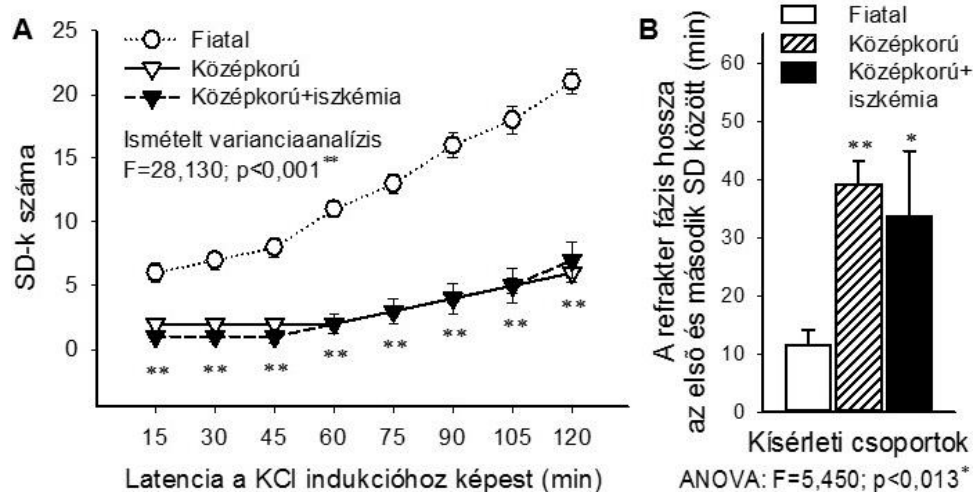 A
25
20
15
10
5
0
SD-k száma
Fiatal
Középkorú
Középkorú+iszkémia
Ismételt varianciaanalízis
F=28,130; p<0,001**
** ** ** ** ** ** ** **
15 30 45 60 75 90 105 120
Latencia a KCl indukcióhoz képest (min)
B
Fiatal
Középkorú
Középkorú+
iszkémia
A refrakter fázis hossza
az első és második SD között (min)
60
50
40
30
20
10
0
** *
Kísérleti csoportok
ANOVA: F=5,450; p<0,013*